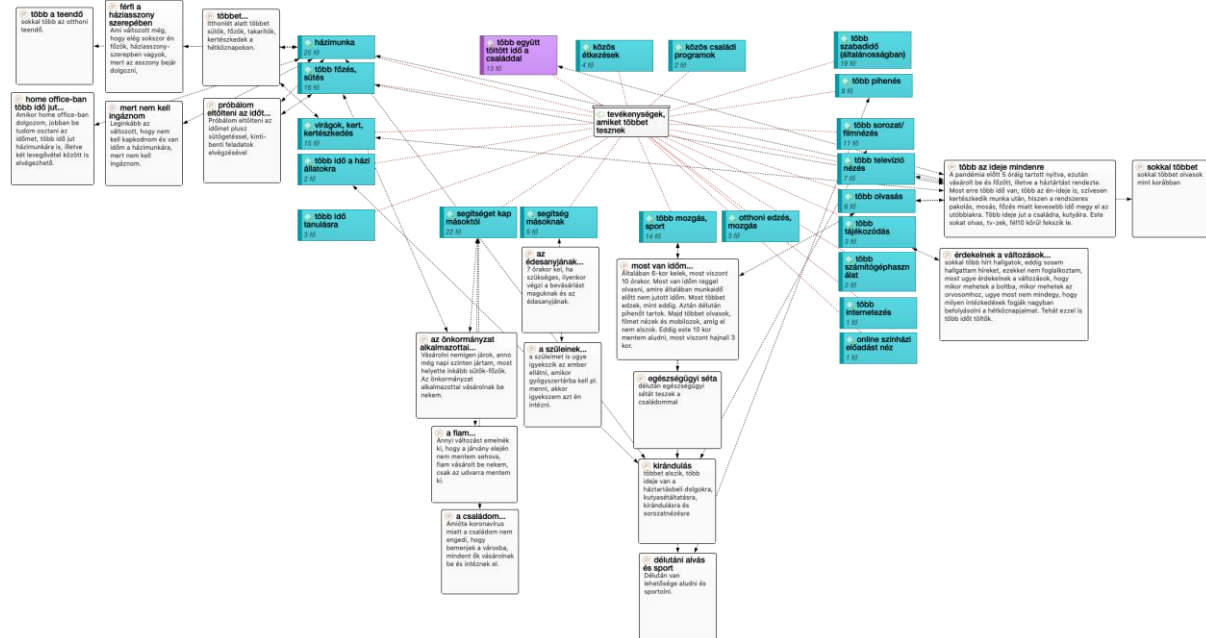 több a teendő
sokkal több az otthoni
teendő.
férfi a
háziasszony
szerepében
Ami változott még,
hogy elég sokszor én
főzök, háziasszony-
szerepben vagyok,
mert az asszony bejár
dolgozni,
többet...
Itthonlét alatt többet
sütök, főzök, takarítok,
kertészkedek a
hétköznapokon.
home office-ban
több idő jut...
Amikor home office-ban
dolgozom, jobban be
tudom osztani az
időmet, több idő jut
házimunkára is, illetve
két levegővétel között is
elvégezhető.
mert nem kell
ingáznom
Leginkább az
változott, hogy nem
kell kapkodnom és van
időm a házimunkára,
mert nem kell
ingáznom.
próbálom
eltölteni az időt...
Próbálom eltölteni az
időmet plusz
sütögetéssel, kinti-
benti feladatok
elvégzésével
házimunka
25 fő
több főzés,
sütés
16 fő
virágok, kert,
kertészkedés
15 fő
több idő a házi
állatokra
2 fő
több idő
tanulásra
3 fő
több együtt
töltött idő a
családdal
13 fő
közös
étkezések
4 fő
közös családi
programok
2 fő
tevékenységek,
amiket többet
tesznek
több
szabadidő
(általánosságban)
19 fő
több pihenés
9 fő
több sorozat/
filmnézés
11 fő
több televízió
nézés
7 fő
több olvasás
6 fő
több
tájékozódás
3 fő
több
számítógéphaszn
álat
2 fő
több
internetezés
1 fő
online színházi
előadást néz
1 fő
több az ideje mindenre
A pandémia előtt 5 óráig tartott nyitva, ezután
vásárolt be és főzött, illetve a háztartást rendezte.
Most erre több idő van, több az én-ideje is, szívesen
kertészkedik munka után, hiszen a rendszeres
pakolás, mosás, főzés miatt kevesebb idő megy el az
utóbbiakra. Több ideje jut a családra, kutyáira. Este
sokat olvas, tv-zek, fél10 körül fekszik le.
sokkal többet
sokkal többet olvasok
mint korábban
érdekelnek a változások...
sokkal több hírt hallgatok, eddig sosem
hallgattam híreket, ezekkel nem foglalkoztam,
most ugye érdekelnek a változások, hogy
mikor mehetek a boltba, mikor mehetek az
orvosomhoz, ugye most nem mindegy, hogy
milyen intézkedések fogják nagyban
befolyásolni a hétköznapjaimat. Tehát ezzel is
több időt töltök.
segítséget kap
másoktól
22 fő
segítség
másoknak
5 fő
több mozgás,
sport
14 fő
otthoni edzés,
mozgás
3 fő
az
édesanyjának...
7 órakor kel, ha
szükséges, ilyenkor
végzi a bevásárlást
maguknak és az
édasanyjának.
most van időm...
Általában 6-kor kelek, most viszont
10 órakor. Most van időm reggel
olvasni, amire általában munkaidő
előtt nem jutott időm. Most többet
edzek, mint eddig. Aztán délután
pihenőt tartok. Majd többet olvasok,
filmet nézek és mobilozok, amíg el
nem alszok. Eddig este 10 kor
mentem aludni, most viszont hajnali 3
kor.
az önkormányzat
alkalmazottai...
Vásárolni nemigen járok, anno
még napi szinten jártam, most
helyette inkább sütök-főzök.
Az önkormányzat
alkalmazottai vásárolnak be
nekem.
a szüleinek...
a szüleimet is ugye
igyekszik az ember
ellátni, amikor
gyógyszertárba kell pl.
menni, akkor
igyekszem azt én
intézni.
egészségügyi séta
délután egészségügyi
sétát teszek a
családommal
a fiam...
Annyi változást emelnék
ki, hogy a járvány elején
nem mentem sehova,
fiam vásárolt be nekem,
csak az udvarra mentem
ki.
kirándulás
többet alszik, több
ideje van a
háztartásbeli dolgokra,
kutyasétáltatásra,
kirándulásra és
sorozatnézésre
a családom...
Amióta koronavírus
miatt a családom nem
engedi, hogy
bemenjek a városba,
mindent ők vásárolnak
be és intéznek el.
délutáni alvás
és sport
Délután van
lehetősége aludni és
sportolni.